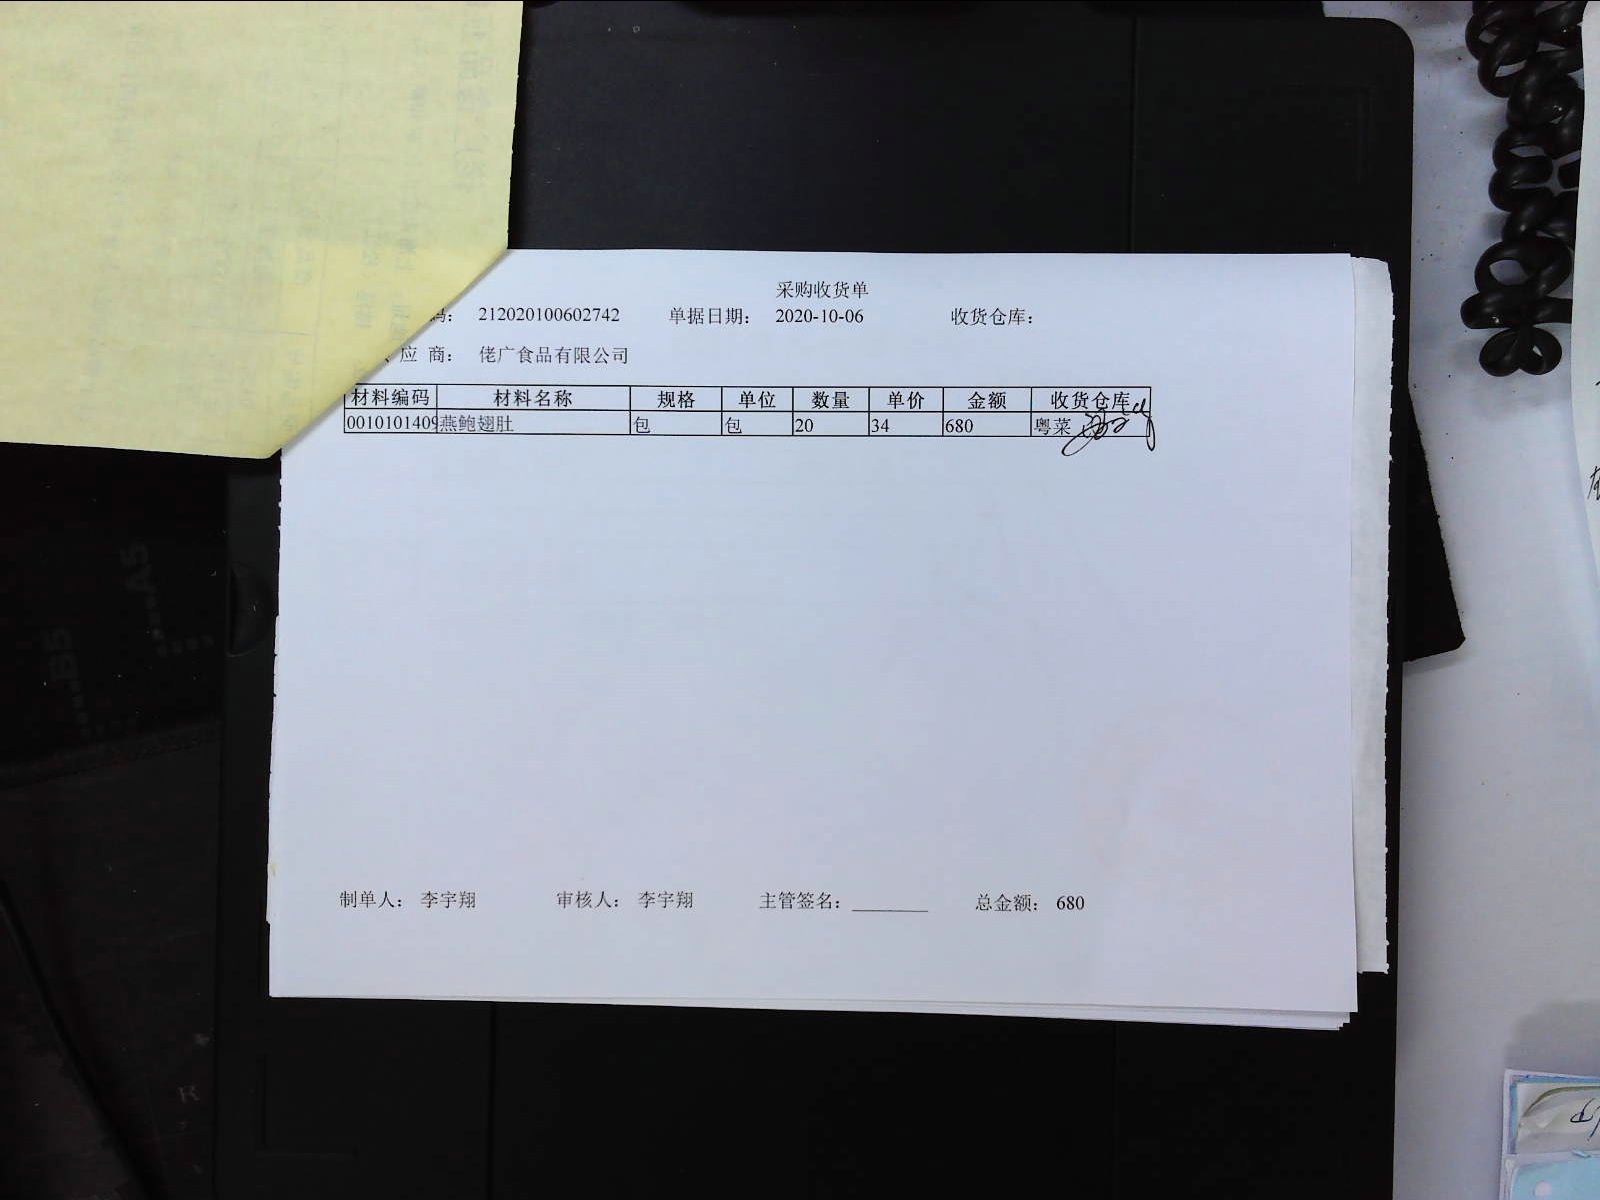 采购收货单
码： 212020100602742 单据日期： 2020-10-06 收货仓库：
应 商： 佬广食品有限公司
材料编码 材料名称 规格 单位 数量 单价 金额 收货仓库
0010101409 燕鲍翅肚 包 包 20 34 680 粤菜
制单人： 李宇翔 审核人： 李宇翔 主管签名：________ 总金额： 680